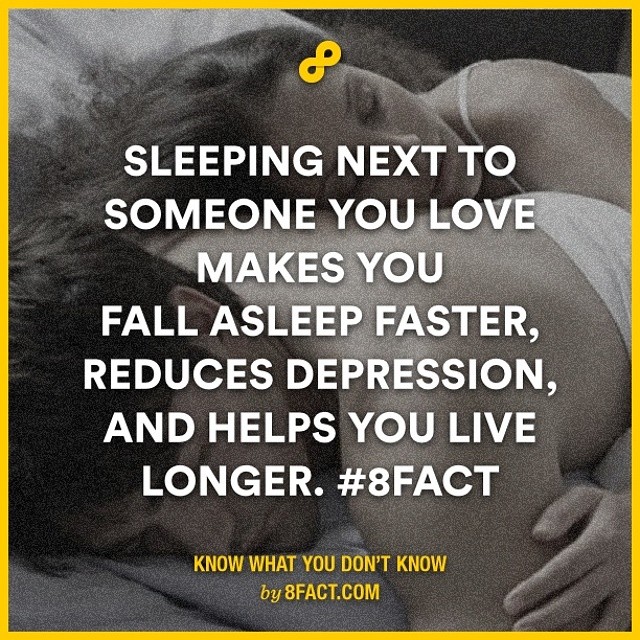 SLEEPING NEXT TO
SOMEONE YOU LOVE
MAKES YOU
FALL ASLEEP FASTER,
REDUCES DEPRESSION,
AND HELPS YOU LIVE
LONGER. #8FACT
KNOW WHAT YOU DON'T KNOW
by 8FACT.COM